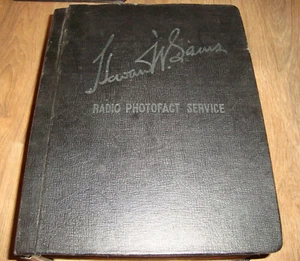 Howard W. Sams
RADIO PHOTOFACT SERVICE